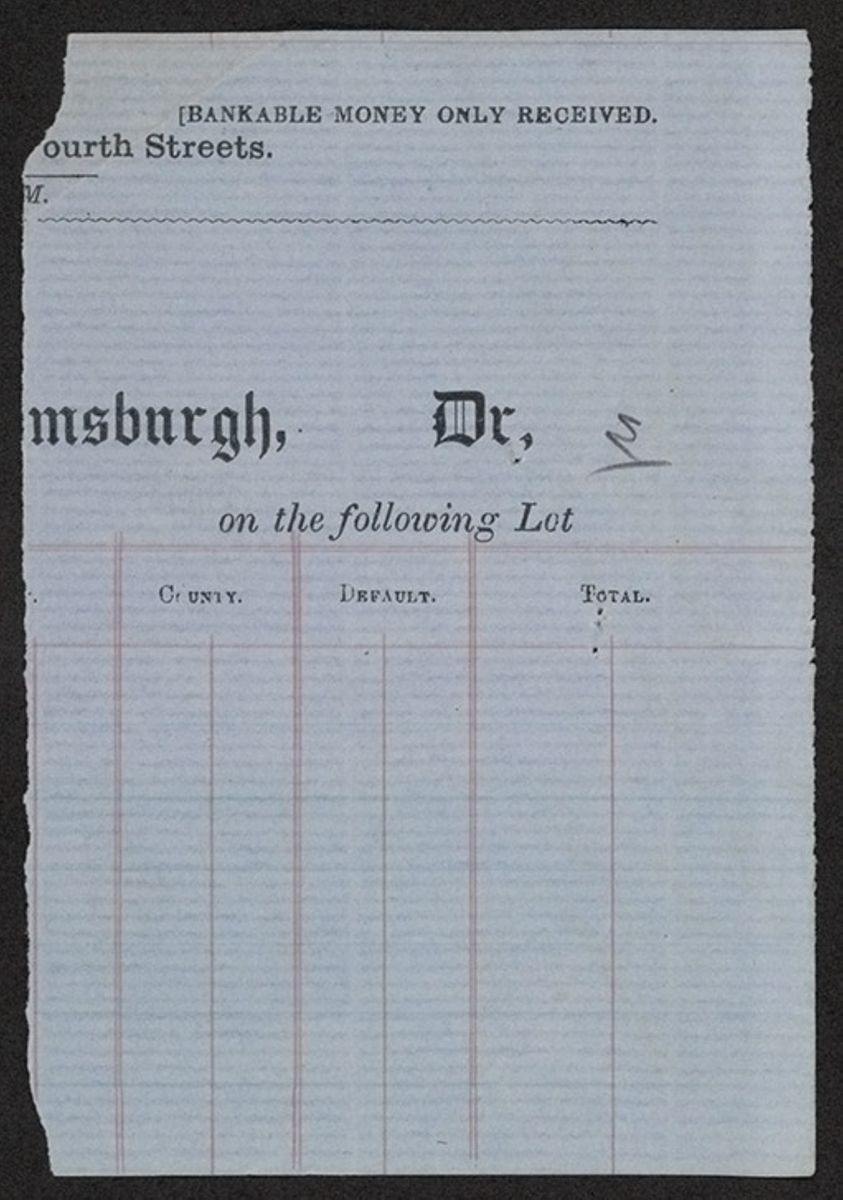 [BANKABLE MONEY ONLY RECEIVED.
ourth Streets.
M.
msburgh, Dr,
on the following Lot
COUNTY. DEFAULT. TOTAL.